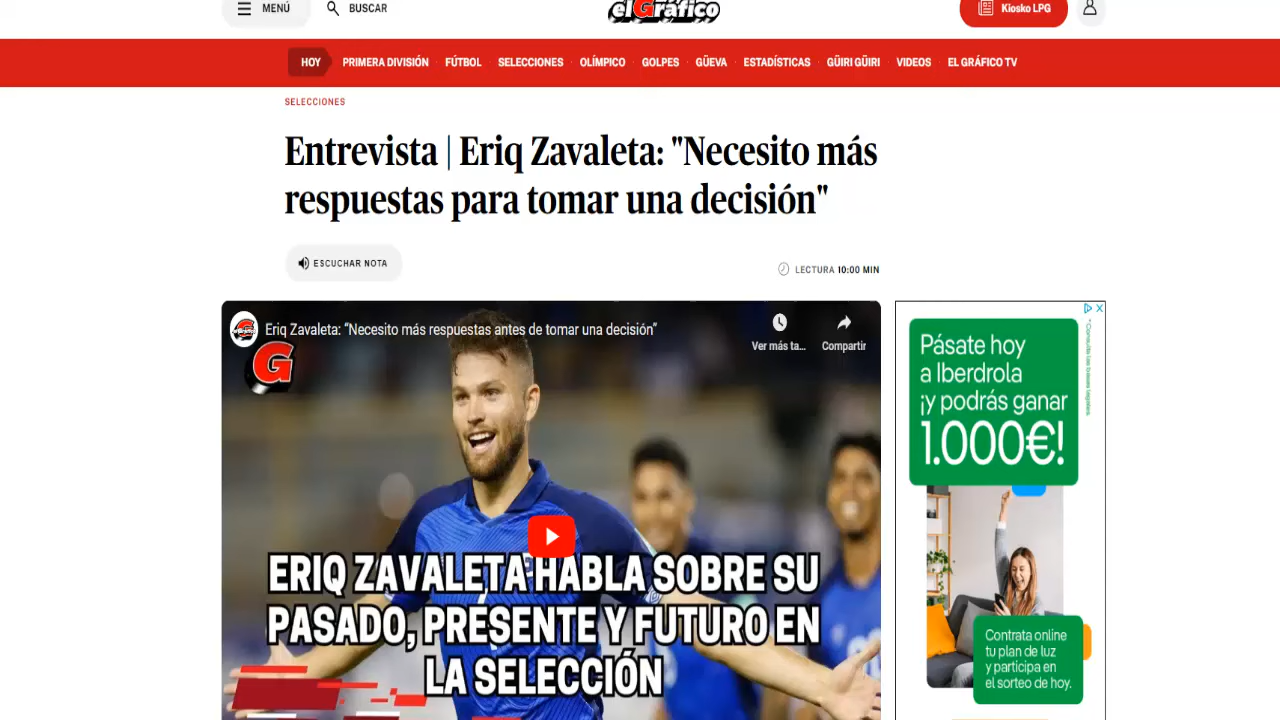 MENÚ
BUSCAR
elGráfico
Kiosko LPG
HOY
PRIMERA DIVISIÓN
FÚTBOL
SELECCIONES
OLÍMPICO
GOLPES
GÜEVA
ESTADÍSTICAS
GÜIRI GÜIRI
VIDEOS
EL GRÁFICO TV
SELECCIONES
Entrevista | Eriq Zavaleta: "Necesito más
respuestas para tomar una decisión"
ESCUCHAR NOTA
LECTURA 10:00 MIN
Eriq Zavaleta: “Necesito más respuestas antes de tomar una decisión”
Ver más ta...
Compartir
G
ERIQ ZAVALETA HABLA SOBRE SU
PASADO, PRESENTE Y FUTURO EN
LA SELECCIÓN
Pásate hoy
a Iberdrola
¡y podrás ganar
1.000€!
Contrata online
tu plan de luz
y participa en
el sorteo de hoy.